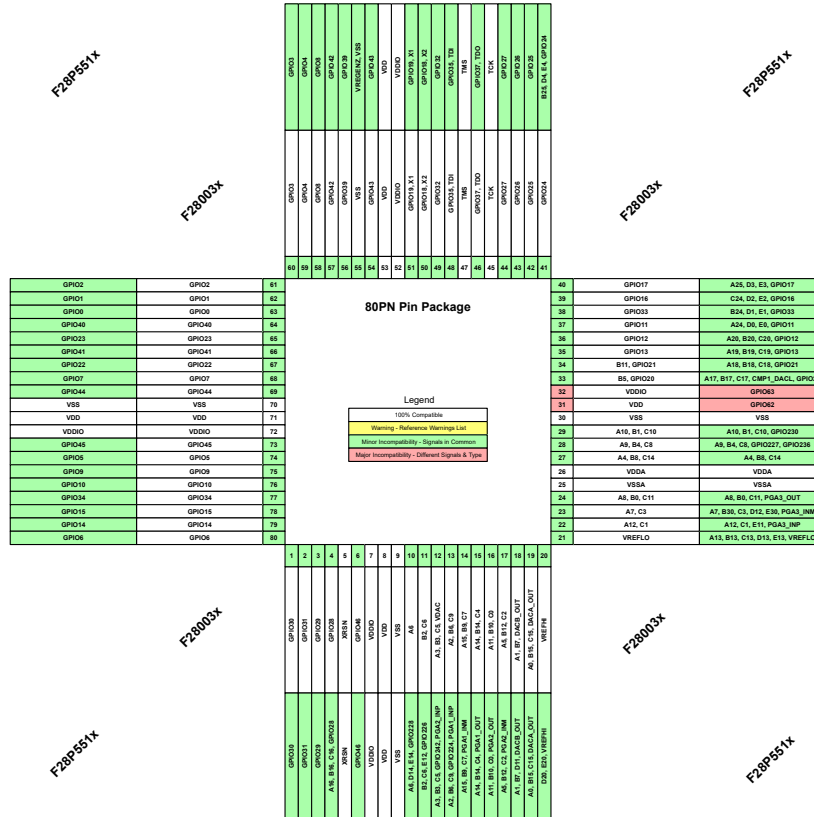 F28P551x
F28P551x
F28003x
F28003x
GPIO3
GPIO4
GPIO8
GPIO42
GPIO39
VREGENZ, VSS
GPIO43
VDD
VDDIO
GPIO19, X1
GPIO18, X2
GPIO32
GPIO35, TDI
TMS
GPIO37, TDO
TCK
GPIO27
GPIO26
GPIO25
B25, D4, E4, GPIO24
GPIO3
GPIO4
GPIO8
GPIO42
GPIO39
VSS
GPIO43
VDD
VDDIO
GPIO19, X1
GPIO18, X2
GPIO32
GPIO35, TDI
TMS
GPIO37, TDO
TCK
GPIO27
GPIO26
GPIO25
GPIO24
60 59 58 57 56 55 54 53 52 51 50 49 48 47 46 45 44 43 42 41
GPIO2 GPIO2 61
GPIO1 GPIO1 62
GPIO0 GPIO0 63
GPIO40 GPIO40 64
GPIO23 GPIO23 65
GPIO41 GPIO41 66
GPIO22 GPIO22 67
GPIO7 GPIO7 68
GPIO44 GPIO44 69
VSS VSS 70
VDD VDD 71
VDDIO VDDIO 72
GPIO45 GPIO45 73
GPIO5 GPIO5 74
GPIO9 GPIO9 75
GPIO10 GPIO10 76
GPIO34 GPIO34 77
GPIO15 GPIO15 78
GPIO14 GPIO14 79
GPIO6 GPIO6 80
80PN Pin Package
Legend
100% Compatible
Warning - Reference Warnings List
Minor Incompatibility - Signals in Common
Major Incompatibility - Different Signals & Type
40 GPIO17 A25, D3, E3, GPIO17
39 GPIO16 C24, D2, E2, GPIO16
38 GPIO33 B24, D1, E1, GPIO33
37 GPIO11 A24, D0, E0, GPIO11
36 GPIO12 A20, B20, C20, GPIO12
35 GPIO13 A19, B19, C19, GPIO13
34 B11, GPIO21 A18, B18, C18, GPIO21
33 B5, GPIO20 A17, B17, C17, CMP1_DACL,
32 VDDIO GPIO63
31 VDD GPIO62
30 VSS VSS
29 A10, B1, C10 A10, B1, C10, GPIO230
28 A9, B4, C8 A9, B4, C8, GPIO227, GPIO236
27 A4, B8, C14 A4, B8, C14
26 VDDA VDDA
25 VSSA VSSA
24 A8, B0, C11 A8, B0, C11, PGA3_OUT
23 A7, C3 A7, B30, C3, D12, E30, PGA3_INM
22 A12, C1 A12, C1, E11, PGA3_INP
21 VREFLO A13, B13, C13, D13, E13, VREFLO
1 2 3 4 5 6 7 8 9 10 11 12 13 14 15 16 17 18 19 20
GPIO30
GPIO31
GPIO29
GPIO28
XRSN
GPIO46
VDDIO
VDD
VSS
A6
B2, C6
A3, B3, C5, VDAC
A2, B6, C9
A15, B9, C7
A14, B14, C4
A11, B10, C0
A5, B12, C2
A1, B7, DACB_OUT
A0, B15, C15, DACA_OUT
VREFHI
GPIO30
GPIO31
GPIO29
A16, B16, C16, GPIO28
XRSN
GPIO46
VDDIO
VDD
VSS
A6, D14, E14, GPIO228
B2, C6, E12, GPIO226
A3, B3, C5, GPIO242, PGA2_INP
A2, B6, C9, GPIO224, PGA1_INP
A15, B9, C7, PGA1_INM
A14, B14, C4, PGA1_OUT
A11, B10, C0, PGA2_OUT
A5, B12, C2, PGA2_INM
A1, B7, D11, DACB_OUT
A0, B15, C15, DACA_OUT
D20, E20, VREFHI
F28003x
F28003x
F28P551x
F28P551x